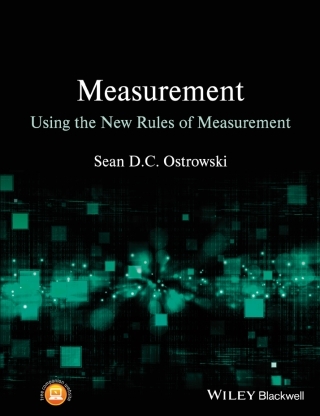 Measurement
Using the New Rules of Measurement
Sean D.C. Ostrowski
WILEY Blackwell